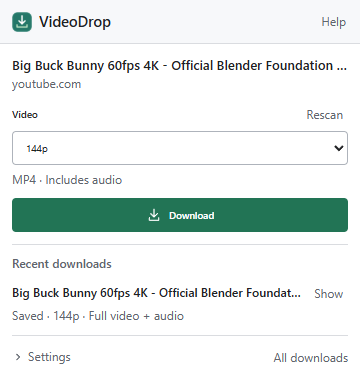 VideoDrop
Help
Big Buck Bunny 60fps 4K - Official Blender Foundation ...
youtube.com
Video
Rescan
144p
MP4 · Includes audio
Download
Recent downloads
Big Buck Bunny 60fps 4K - Official Blender Foundat...
Show
Saved · 144p · Full video + audio
Settings
All downloads